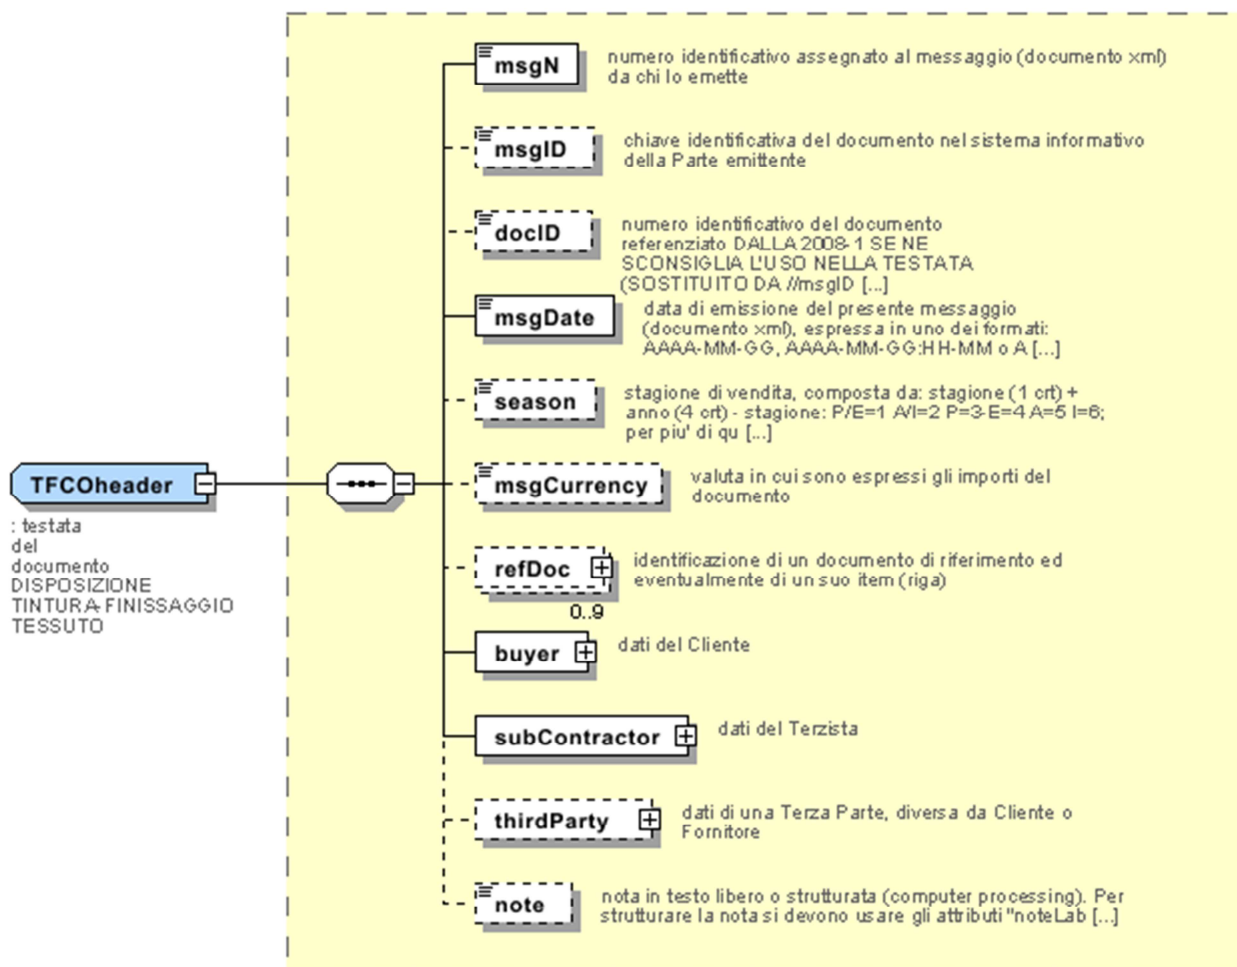 msgN
numero identificativo assegnato al messaggio (documento xml)
da chi lo emette
msgID
chiave identificativa del documento nel sistema informativo
della Parte emittente
docID
numero identificativo del documento
referenziato DALLA 2008-1 SE NE
SCONSIGLIA L'USO NELLA TESTATA
(SOSTITUITO DA //msgID [...]
msgDate
data di emissione del presente messaggio
(documento xml), espressa in uno dei formati:
AAAA-MM-GG, AAAA-MM-GG:HH-MM o A [...]
season
stagione di vendita, composta da: stagione (1 crt) +
anno (4 crt) - stagione: P/E=1 A/I=2 P=3-E=4 A=5 I=6;
per piu' di qu [...]
TFCOheader
: testata
del
documento
DISPOSIZIONE
TINTURA-FINISSAGGIO
TESSUTO
msgCurrency
valuta in cui sono espressi gli importi del
documento
refDoc
identificazione di un documento di riferimento ed
eventualmente di un suo item (riga)
0..9
buyer
dati del Cliente
subContractor
dati del Terzista
thirdParty
dati di una Terza Parte, diversa da Cliente o
Fornitore
note
nota in testo libero o strutturata (computer processing). Per
strutturare la nota si devono usare gli attributi "noteLab [...]